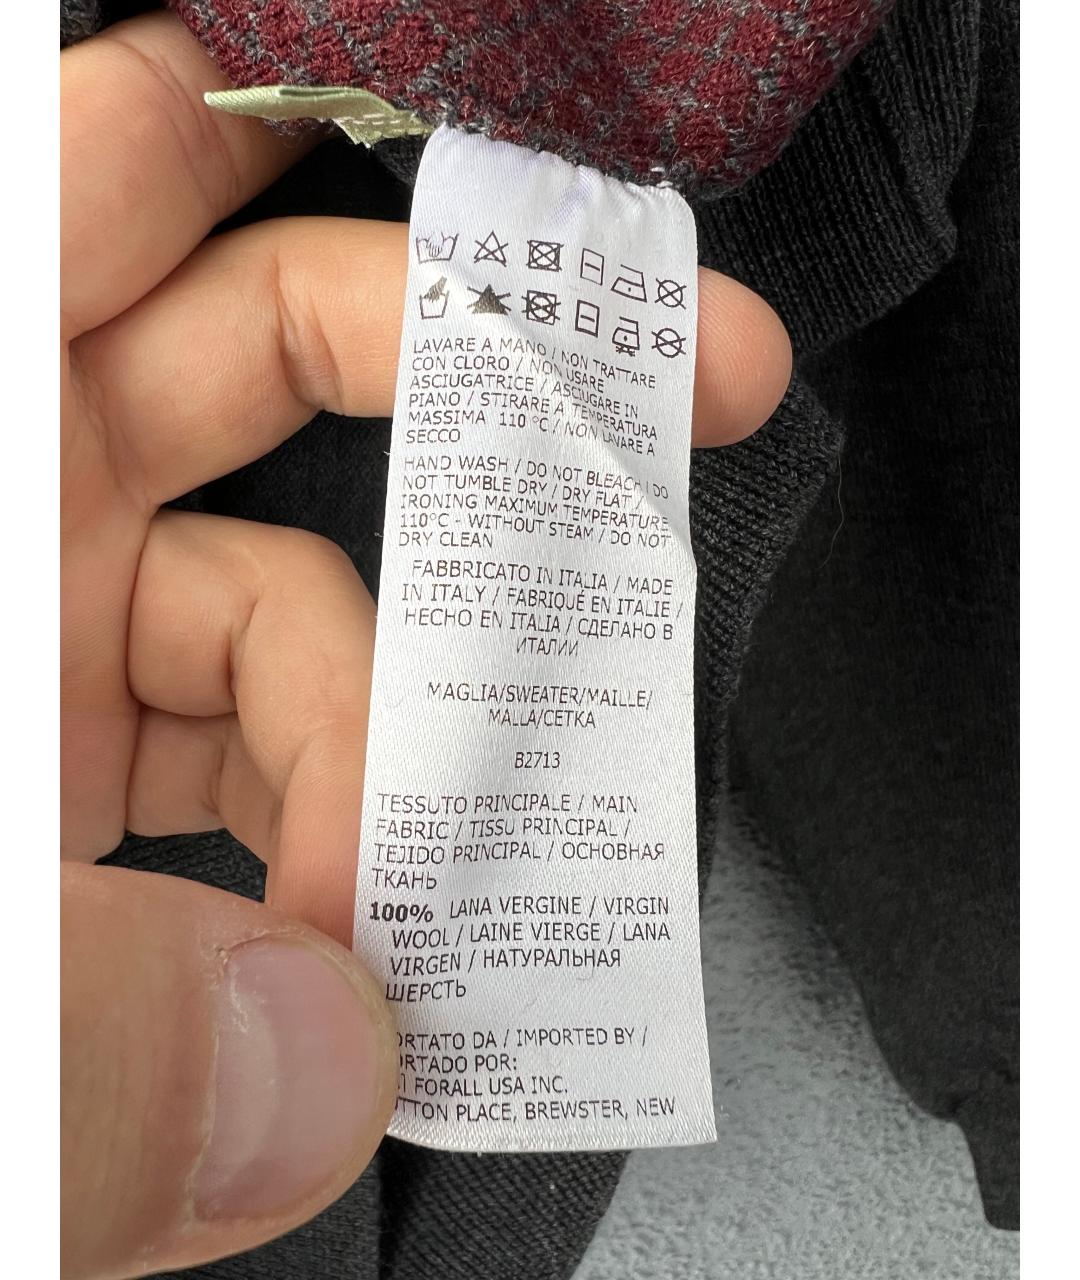 LAVARE A MANO / NON TRATTARE
CON CLORO / NON USARE
ASCIUGATRICE / ASCIUGARE IN
PIANO / STIRARE A TEMPERATURA
MASSIMA 110 °C / NON LAVARE A
SECCO
HAND WASH / DO NOT BLEACH / DO
NOT TUMBLE DRY / DRY FLAT /
IRONING MAXIMUM TEMPERATURE
110°C - WITHOUT STEAM / DO NOT
DRY CLEAN
FABBRICATO IN ITALIA / MADE
IN ITALY / FABRIQUÉ EN ITALIE /
HECHO EN ITALIA / СДЕЛАНО В
ИТАЛИИ
MAGLIA/SWEATER/MAILLE/
MALLA/СЕТКА
B2713
TESSUTO PRINCIPALE / MAIN
FABRIC / TISSU PRINCIPAL /
TEJIDO PRINCIPAL / ОСНОВНАЯ
ТКАНЬ
100% LANA VERGINE / VIRGIN
WOOL / LAINE VIERGE / LANA
VIRGEN / НАТУРАЛЬНАЯ
ШЕРСТЬ
ORTATO DA / IMPORTED BY /
ORTADO POR:
FORALL USA INC.
TTON PLACE, BREWSTER, NEW